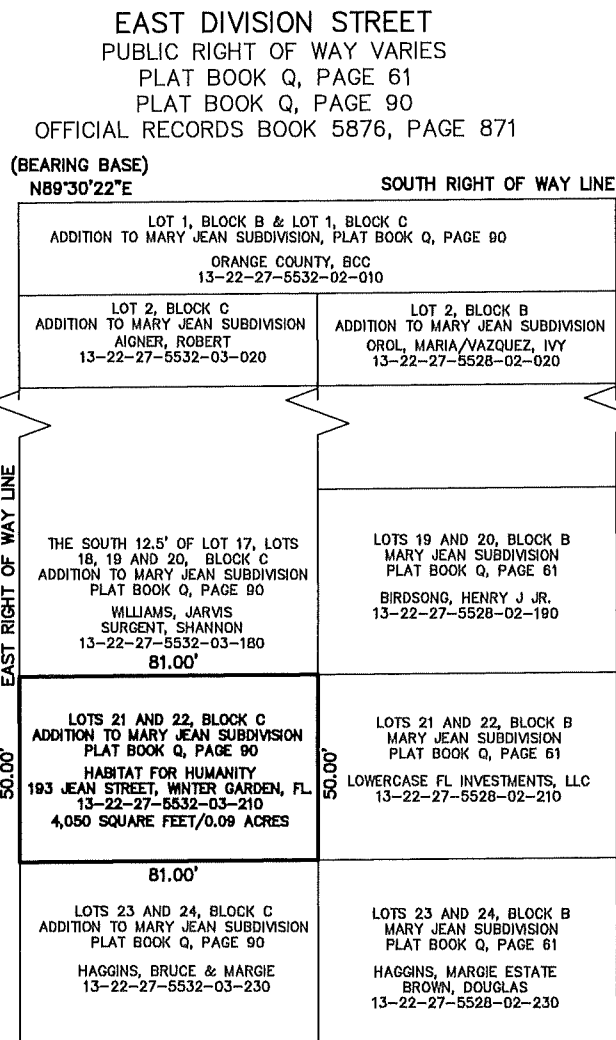 EAST DIVISION STREET
PUBLIC RIGHT OF WAY VARIES
PLAT BOOK Q, PAGE 61
PLAT BOOK Q, PAGE 90
OFFICIAL RECORDS BOOK 5876, PAGE 871
(BEARING BASE)
N89°30'22"E
SOUTH RIGHT OF WAY LINE
LOT 1, BLOCK B & LOT 1, BLOCK C
ADDITION TO MARY JEAN SUBDIVISION, PLAT BOOK Q, PAGE 90
ORANGE COUNTY, BCC
13-22-27-5532-02-010
LOT 2, BLOCK C
ADDITION TO MARY JEAN SUBDIVISION
AIGNER, ROBERT
13-22-27-5532-03-020
LOT 2, BLOCK B
ADDITION TO MARY JEAN SUBDIVISION
OROL, MARIA/VAZQUEZ, IVY
13-22-27-5528-02-020
EAST RIGHT OF WAY LINE
THE SOUTH 12.5' OF LOT 17, LOTS
18, 19 AND 20, BLOCK C
ADDITION TO MARY JEAN SUBDIVISION
PLAT BOOK Q, PAGE 90
WILLIAMS, JARVIS
SURGENT, SHANNON
13-22-27-5532-03-180
81.00'
LOTS 19 AND 20, BLOCK B
MARY JEAN SUBDIVISION
PLAT BOOK Q, PAGE 61
BIRDSONG, HENRY J JR.
13-22-27-5528-02-190
50.00'
LOTS 21 AND 22, BLOCK C
ADDITION TO MARY JEAN SUBDIVISION
PLAT BOOK Q, PAGE 90
HABITAT FOR HUMANITY
193 JEAN STREET, WINTER GARDEN, FL.
13-22-27-5532-03-210
4,050 SQUARE FEET/0.09 ACRES
50.00'
LOTS 21 AND 22, BLOCK B
MARY JEAN SUBDIVISION
PLAT BOOK Q, PAGE 61
LOWERCASE FL INVESTMENTS, LLC
13-22-27-5528-02-210
81.00'
LOTS 23 AND 24, BLOCK C
ADDITION TO MARY JEAN SUBDIVISION
PLAT BOOK Q, PAGE 90
HAGGINS, BRUCE & MARGIE
13-22-27-5532-03-230
LOTS 23 AND 24, BLOCK B
MARY JEAN SUBDIVISION
PLAT BOOK Q, PAGE 61
HAGGINS, MARGIE ESTATE
BROWN, DOUGLAS
13-22-27-5528-02-230